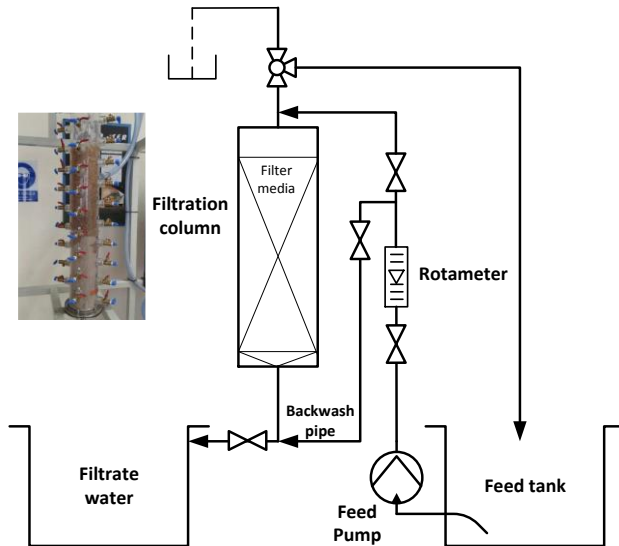 Filter
media
Filtration
column
Rotameter
Backwash
pipe
Filtrate
water
Feed tank
Feed
Pump